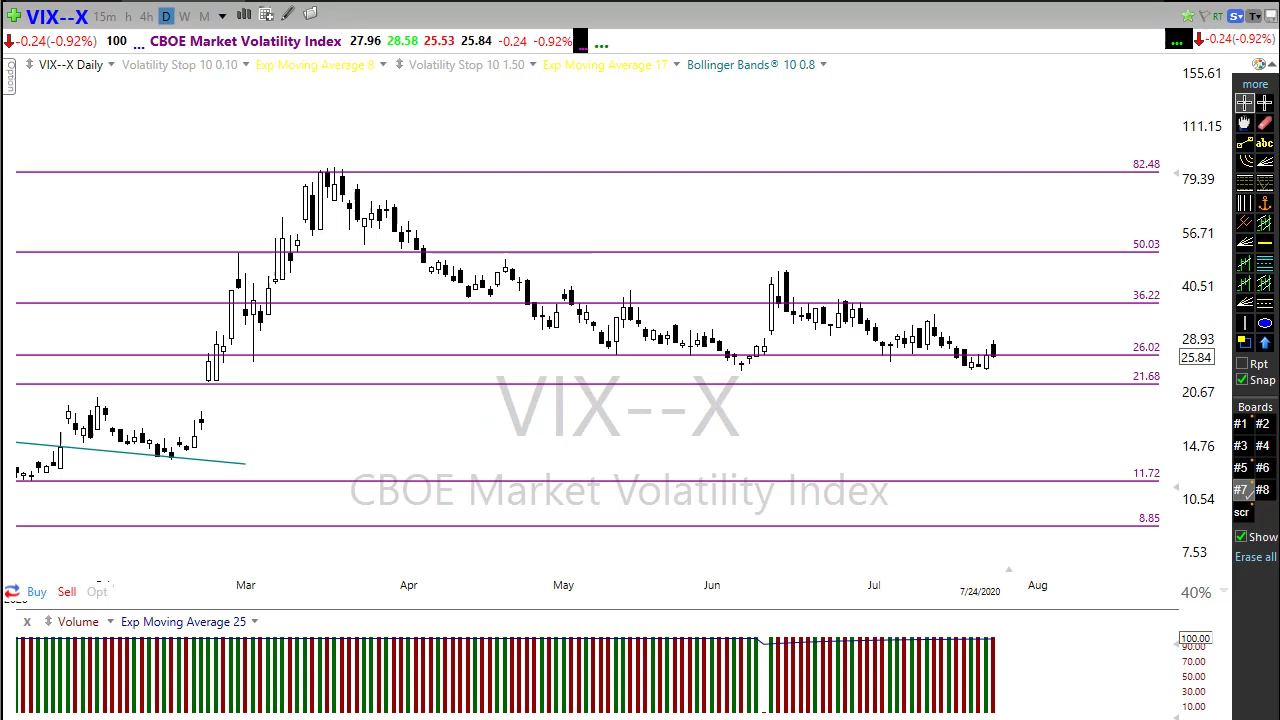 VIX--X 15m h 4h D W M RT S T
-0.24(-0.92%) 100 ... CBOE Market Volatility Index 27.96 28.58 25.53 25.84 -0.24 -0.92% ... ... ... -0.24(-0.92%)
Option
VIX--X Daily Volatility Stop 10 0.10 Exp Moving Average 8 Volatility Stop 10 1.50 Exp Moving Average 17 Bollinger Bands® 10 0.8
155.61
more
111.15
abc
82.48
79.39
56.71
50.03
40.51
36.22
28.93
26.02
25.84
Rpt
21.68
Snap
20.67
VIX--X
Boards
#1 #2
14.76
#3 #4
11.72
#5 #6
CBOE Market Volatility Index
#7 #8
10.54
scr
8.85
Show
7.53
Erase all
Mar Apr May Jun Jul 7/24/2020 Aug
Buy Sell Opt
40%
X Volume Exp Moving Average 25
100.00
90.00
70.00
50.00
30.00
10.00